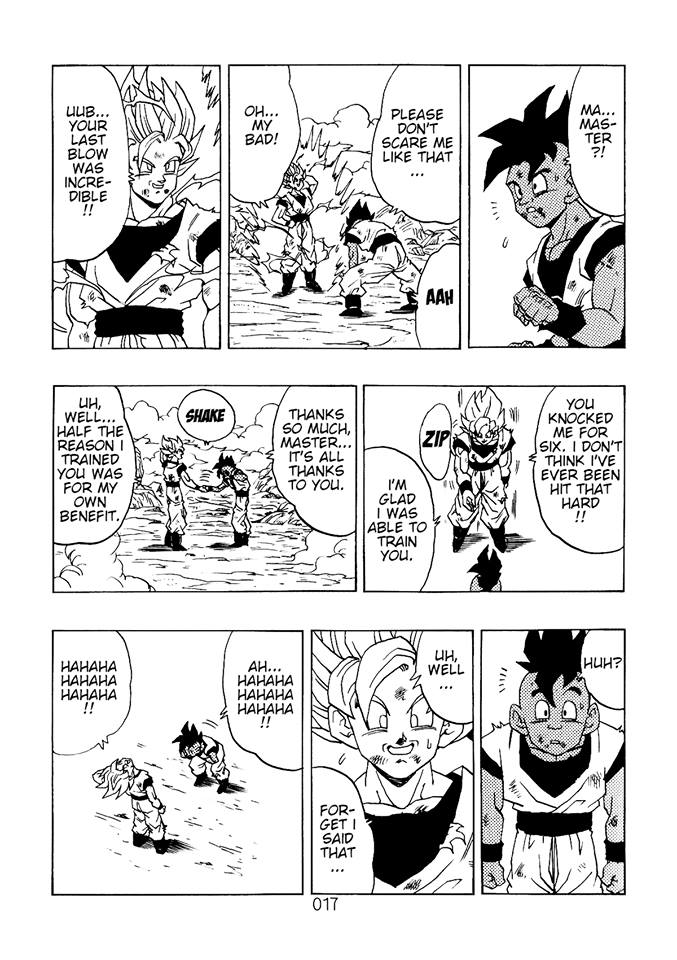 MA...
MAS-
TER
?!
PLEASE
DON'T
SCARE ME
LIKE THAT
...
OH...
MY
BAD!
AAH
UUB...
YOUR
LAST
BLOW
WAS
INCRE-
DIBLE
!!
YOU
KNOCKED
ME FOR
SIX. I DON'T
THINK I'VE
EVER BEEN
HIT THAT
HARD
!!
ZIP
I'M
GLAD
I WAS
ABLE TO
TRAIN
YOU.
THANKS
SO MUCH,
MASTER...
IT'S ALL
THANKS
TO YOU.
SHAKE
UH,
WELL...
HALF THE
REASON I
TRAINED
YOU WAS
FOR MY
OWN
BENEFIT.
HUH?
UH,
WELL
...
FOR-
GET I
SAID
THAT
...
AH...
HAHAHA
HAHAHA
HAHAHA
!!
HAHAHA
HAHAHA
HAHAHA
!!
017